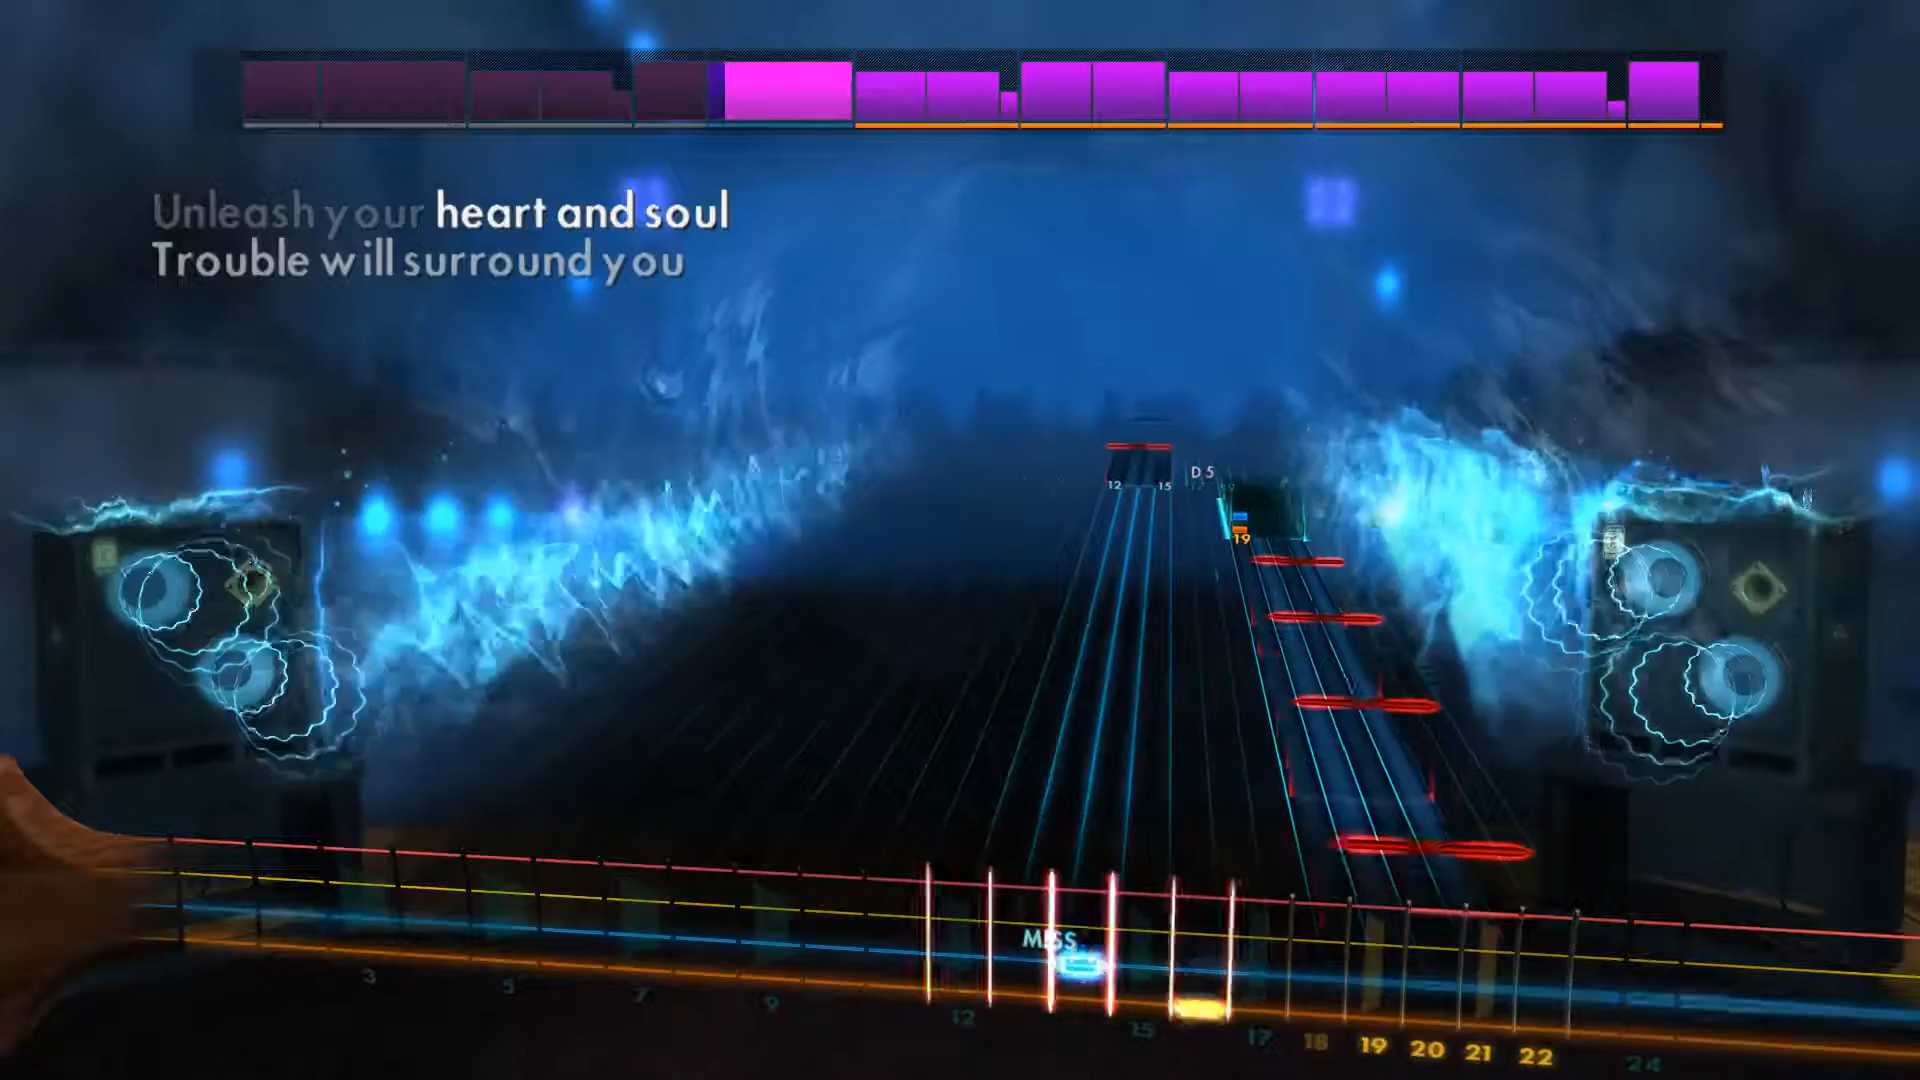 Unleash your heart and soul
Trouble will surround you
12 15 D 5
19
MISS
3 5 7 9 12 15 17 18 19 20 21 22 24